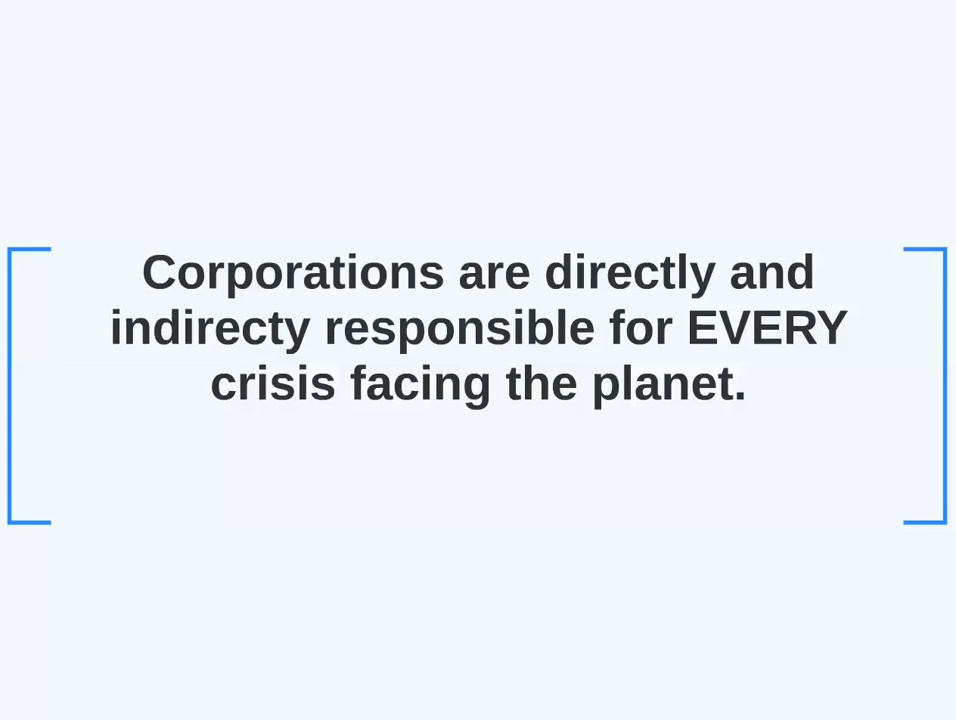 Corporations are directly and
indirecty responsible for EVERY
crisis facing the planet.